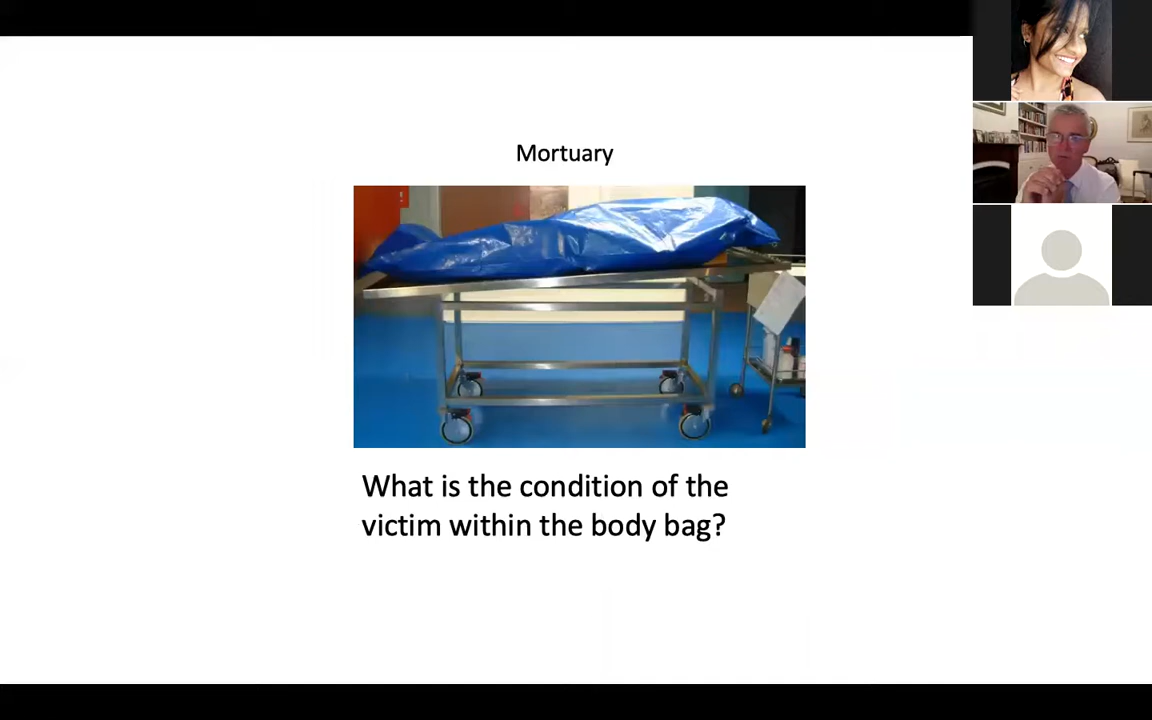 Mortuary
What is the condition of the
victim within the body bag?